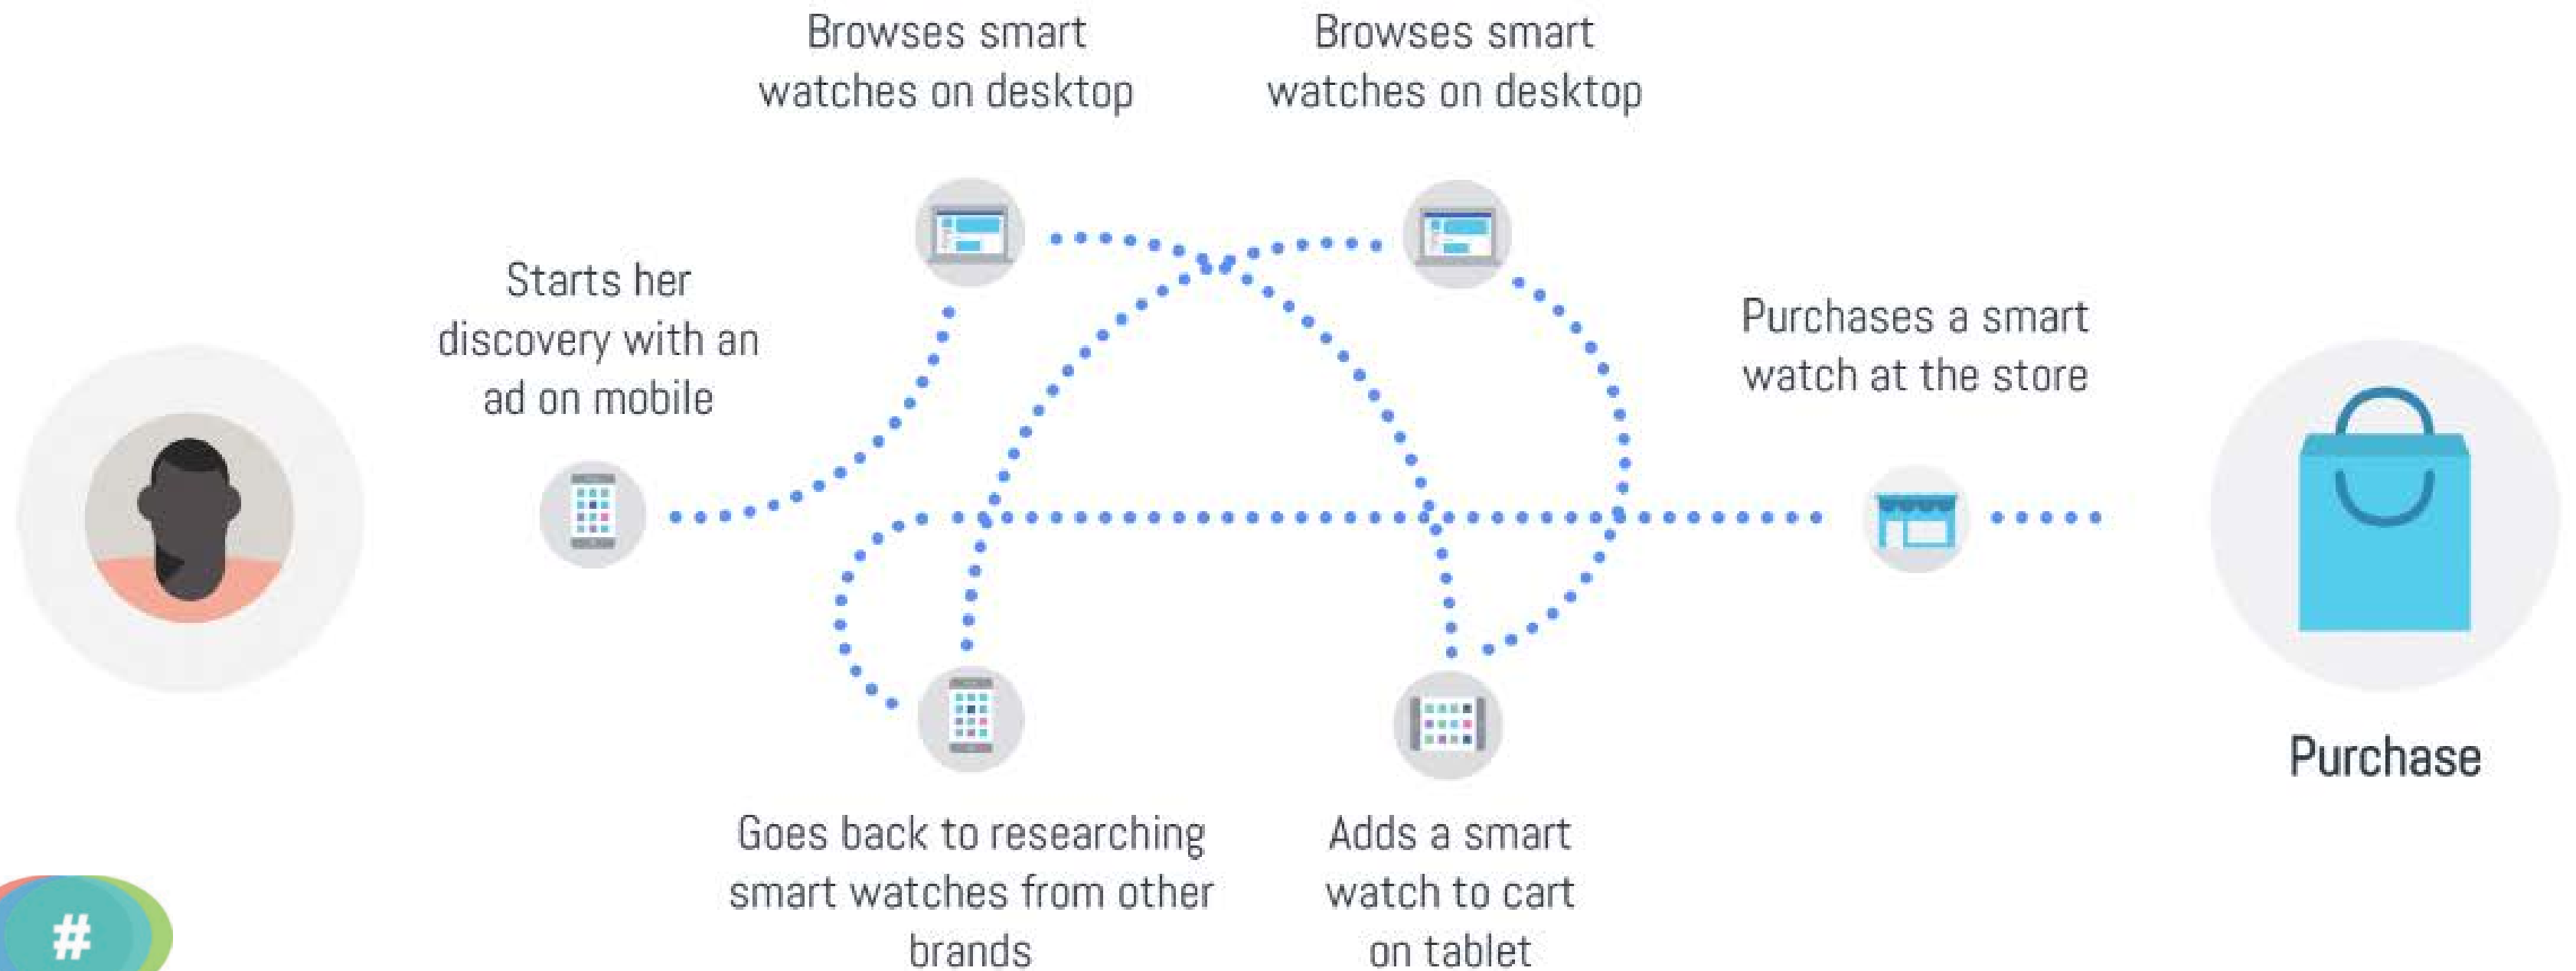 Browses smart
watches on desktop
Browses smart
watches on desktop
Starts her
discovery with an
ad on mobile
Purchases a smart
watch at the store
Purchase
Goes back to researching
smart watches from other
brands
Adds a smart
watch to cart
on tablet
#